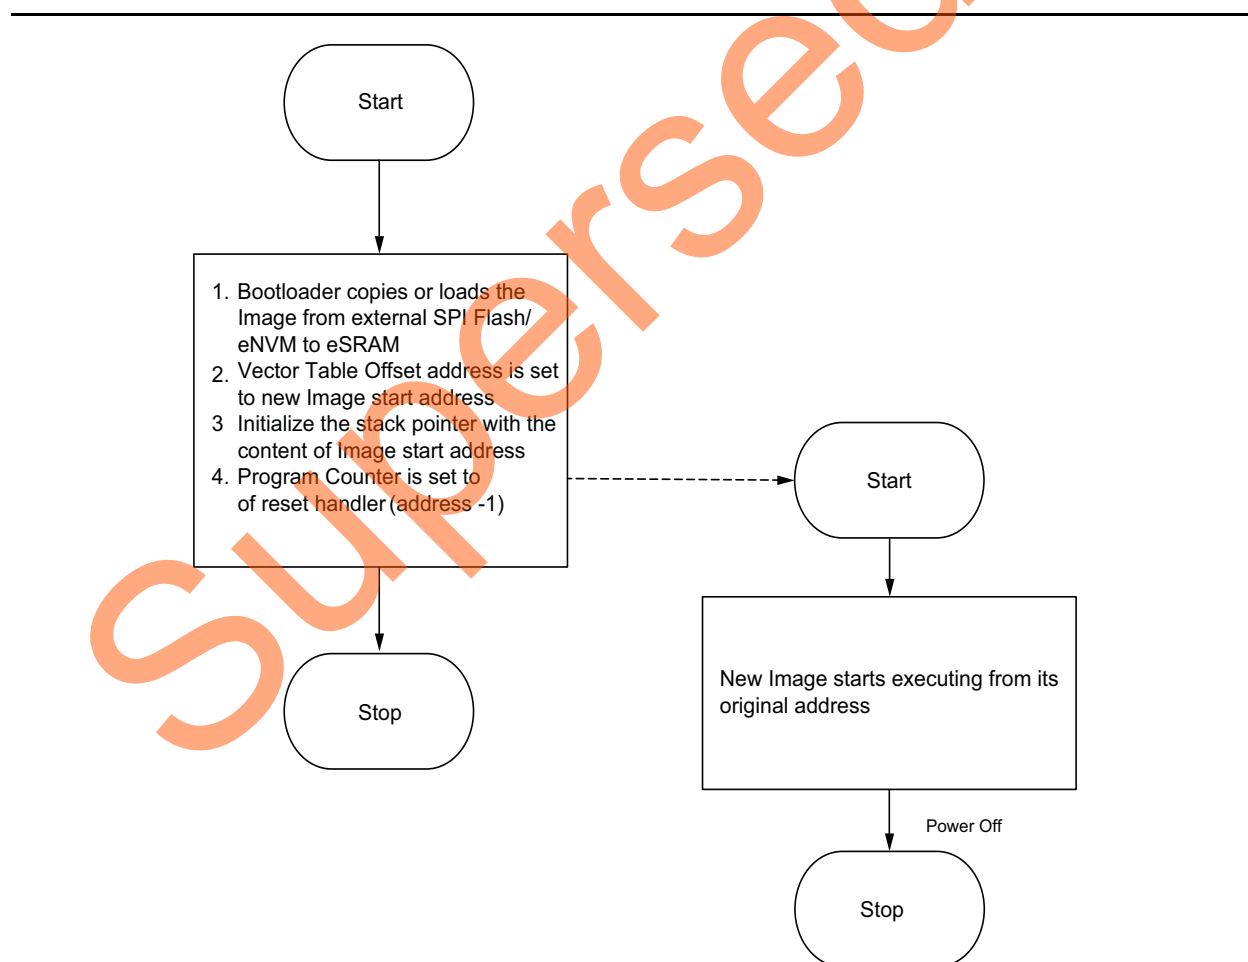 Start
1. Bootloader copies or loads the
Image from external SPI Flash/
eNVM to eSRAM
2. Vector Table Offset address is set
to new Image start address
3 Initialize the stack pointer with the
content of Image start address
4. Program Counter is set to
of reset handler (address -1)
Stop
Start
New Image starts executing from its
original address
Power Off
Stop
Supersed